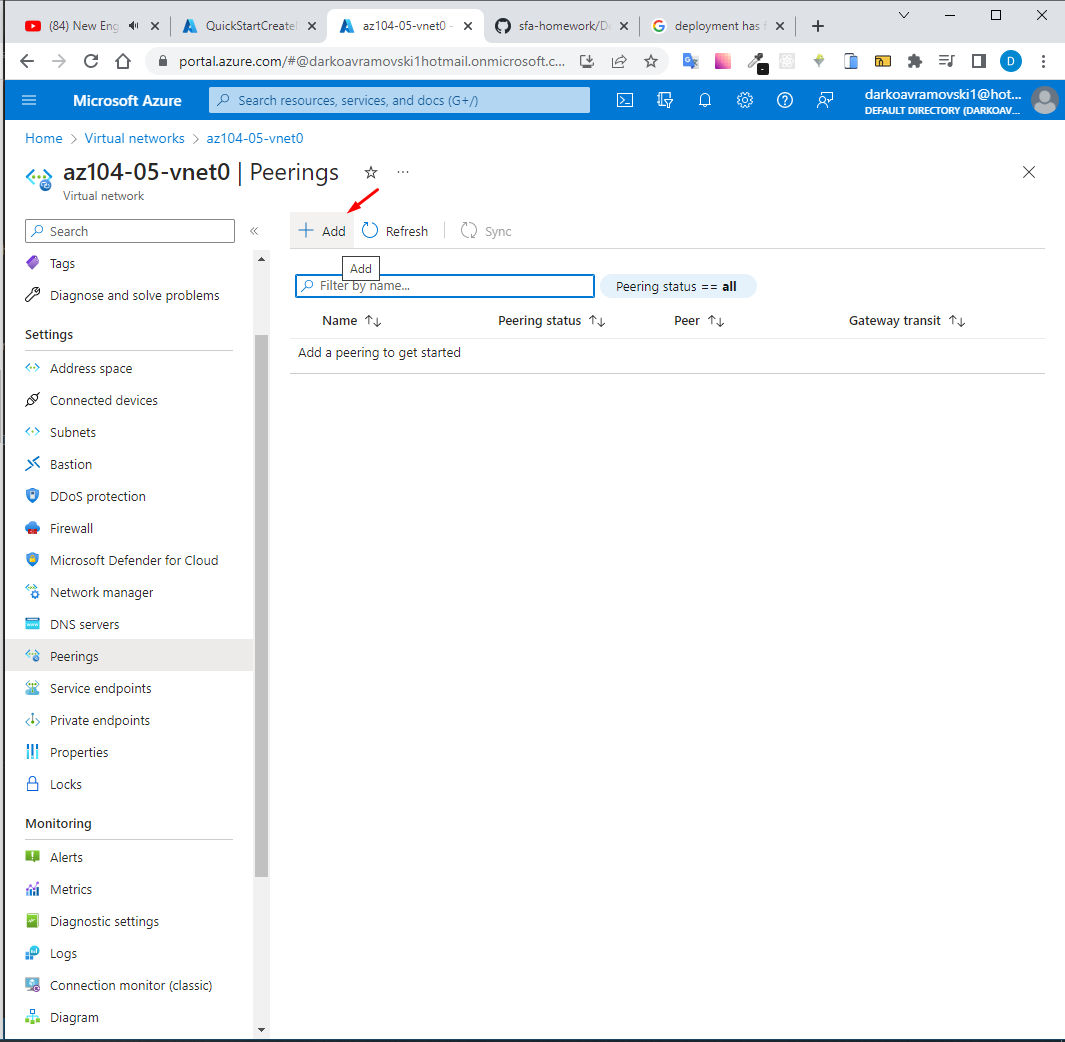 (84) New Eng
QuickStartCreate
az104-05-vnet0 -
sfa-homework/De
deployment has f
portal.azure.com/#@darkoavramovski1hotmail.onmicrosoft.c...
D
Microsoft Azure
Search resources, services, and docs (G+/)
darkoavramovski1@hot...
DEFAULT DIRECTORY (DARKOAV...
Home > Virtual networks > az104-05-vnet0
az104-05-vnet0 | Peerings
Virtual network
Search
Add
Refresh
Sync
Tags
Add
Filter by name...
Peering status == all
Diagnose and solve problems
Name
Peering status
Peer
Gateway transit
Add a peering to get started
Settings
Address space
Connected devices
Subnets
Bastion
DDoS protection
Firewall
Microsoft Defender for Cloud
Network manager
DNS servers
Peerings
Service endpoints
Private endpoints
Properties
Locks
Monitoring
Alerts
Metrics
Diagnostic settings
Logs
Connection monitor (classic)
Diagram